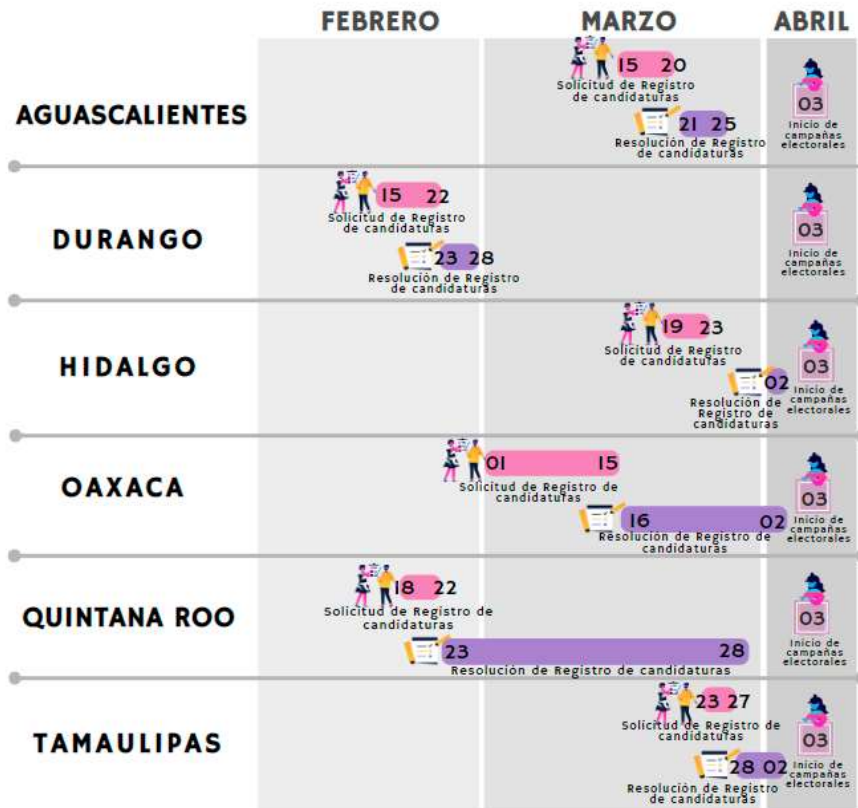 FEBRERO MARZO ABRIL
AGUASCALIENTES
15 20
Solicitud de Registro
de candidaturas
21 25
Resolución de Registro
de candidaturas
03
Inicio de
campañas
electorales
DURANGO
15 22
Solicitud de Registro
de candidaturas
23 28
Resolución de Registro
de candidaturas
03
Inicio de
campañas
electorales
HIDALGO
19 23
Solicitud de Registro
de candidaturas
02
Resolución de
Registro de
candidaturas
03
Inicio de
campañas
electorales
OAXACA
01 15
Solicitud de Registro de
candidaturas
16 02
Resolución de Registro de
candidaturas
03
Inicio de
campañas
electorales
QUINTANA ROO
18 22
Solicitud de Registro de
candidaturas
23 28
Resolución de Registro de candidaturas
03
Inicio de
campañas
electorales
TAMAULIPAS
23 27
Solicitud de Registro de
candidaturas
28 02
Resolución de Registro
de candidaturas
03
Inicio de
campañas
electorales